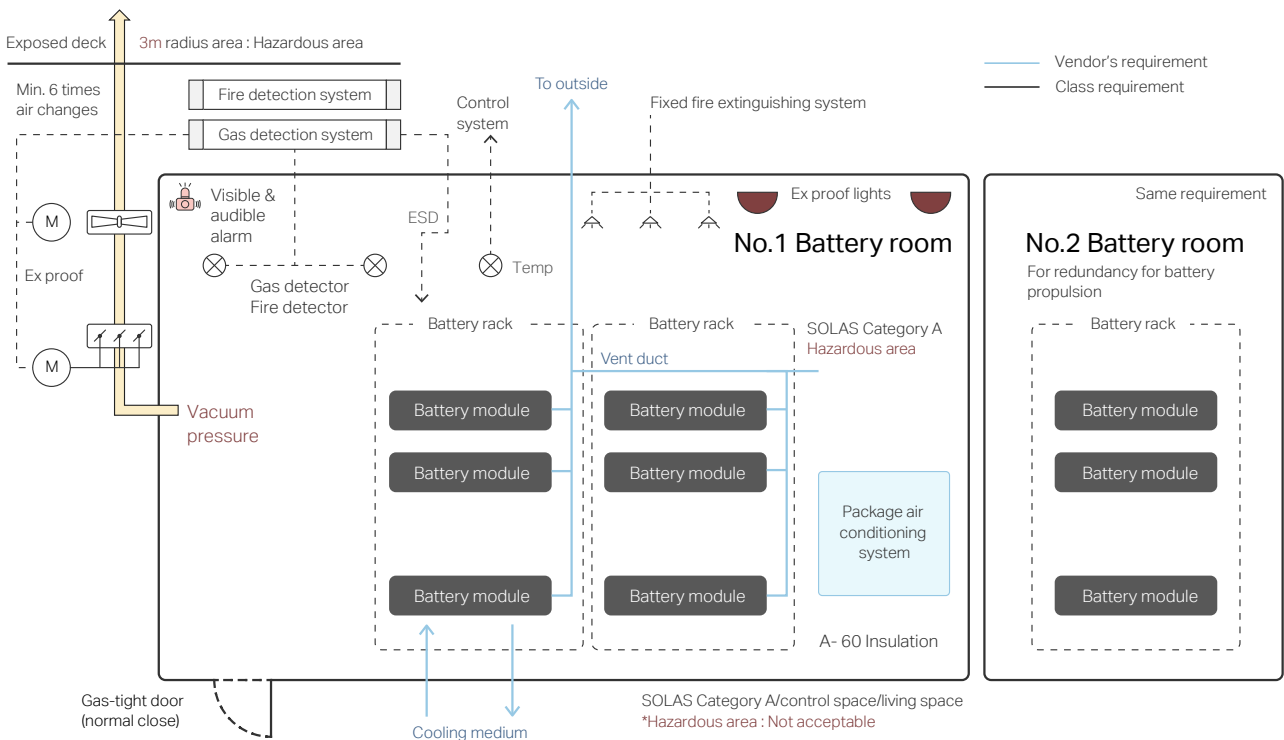 Exposed deck
3m radius area : Hazardous area
Min. 6 times
air changes
Fire detection system
Gas detection system
Control
system
To outside
Fixed fire extinguishing system
Vendor's requirement
Class requirement
M
Ex proof
M
Visible &
audible
alarm
ESD
Temp
Gas detector
Fire detector
Ex proof lights
No.1 Battery room
Battery rack
Battery rack
SOLAS Category A
Hazardous area
Vent duct
Battery module
Battery module
Battery module
Battery module
Battery module
Battery module
Vacuum
pressure
Package air
conditioning
system
A- 60 Insulation
Same requirement
No.2 Battery room
For redundancy for battery
propulsion
Battery rack
Battery module
Battery module
Battery module
Gas-tight door
(normal close)
Cooling medium
SOLAS Category A/control space/living space
*Hazardous area : Not acceptable